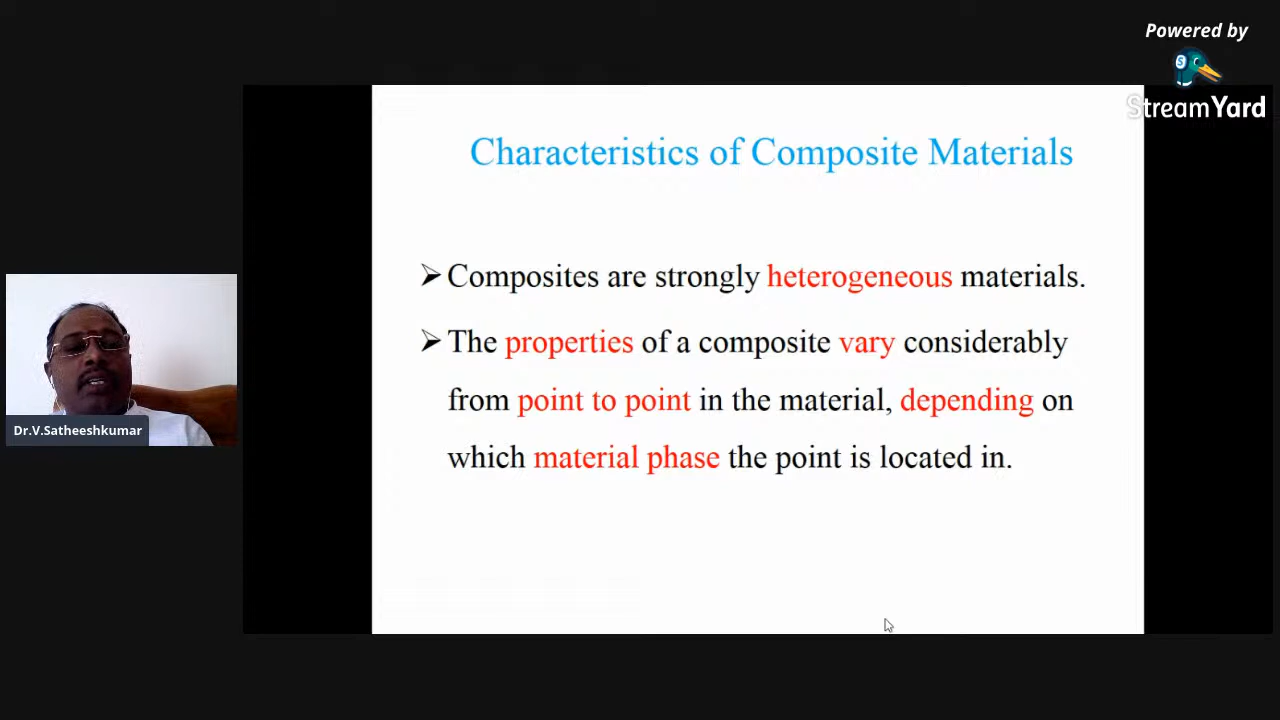 Powered by
StreamYard
Characteristics of Composite Materials
➢ Composites are strongly heterogeneous materials.
➢ The properties of a composite vary considerably
from point to point in the material, depending on
which material phase the point is located in.
Dr.V.Satheeshkumar